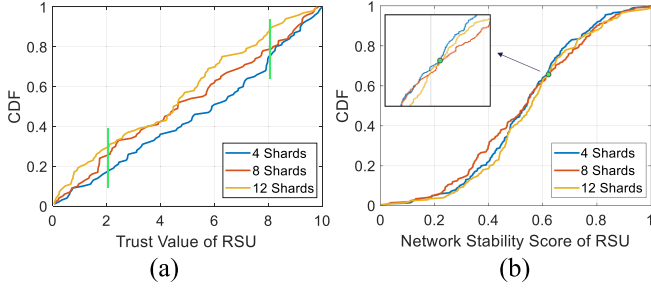 1
0.8
0.6
0.4
0.2
0
CDF
0 2 4 6 8 10
Trust Value of RSU
4 Shards
8 Shards
12 Shards
(a)
1
0.8
0.6
0.4
0.2
0
CDF
0 0.2 0.4 0.6 0.8 1
Network Stability Score of RSU
4 Shards
8 Shards
12 Shards
(b)